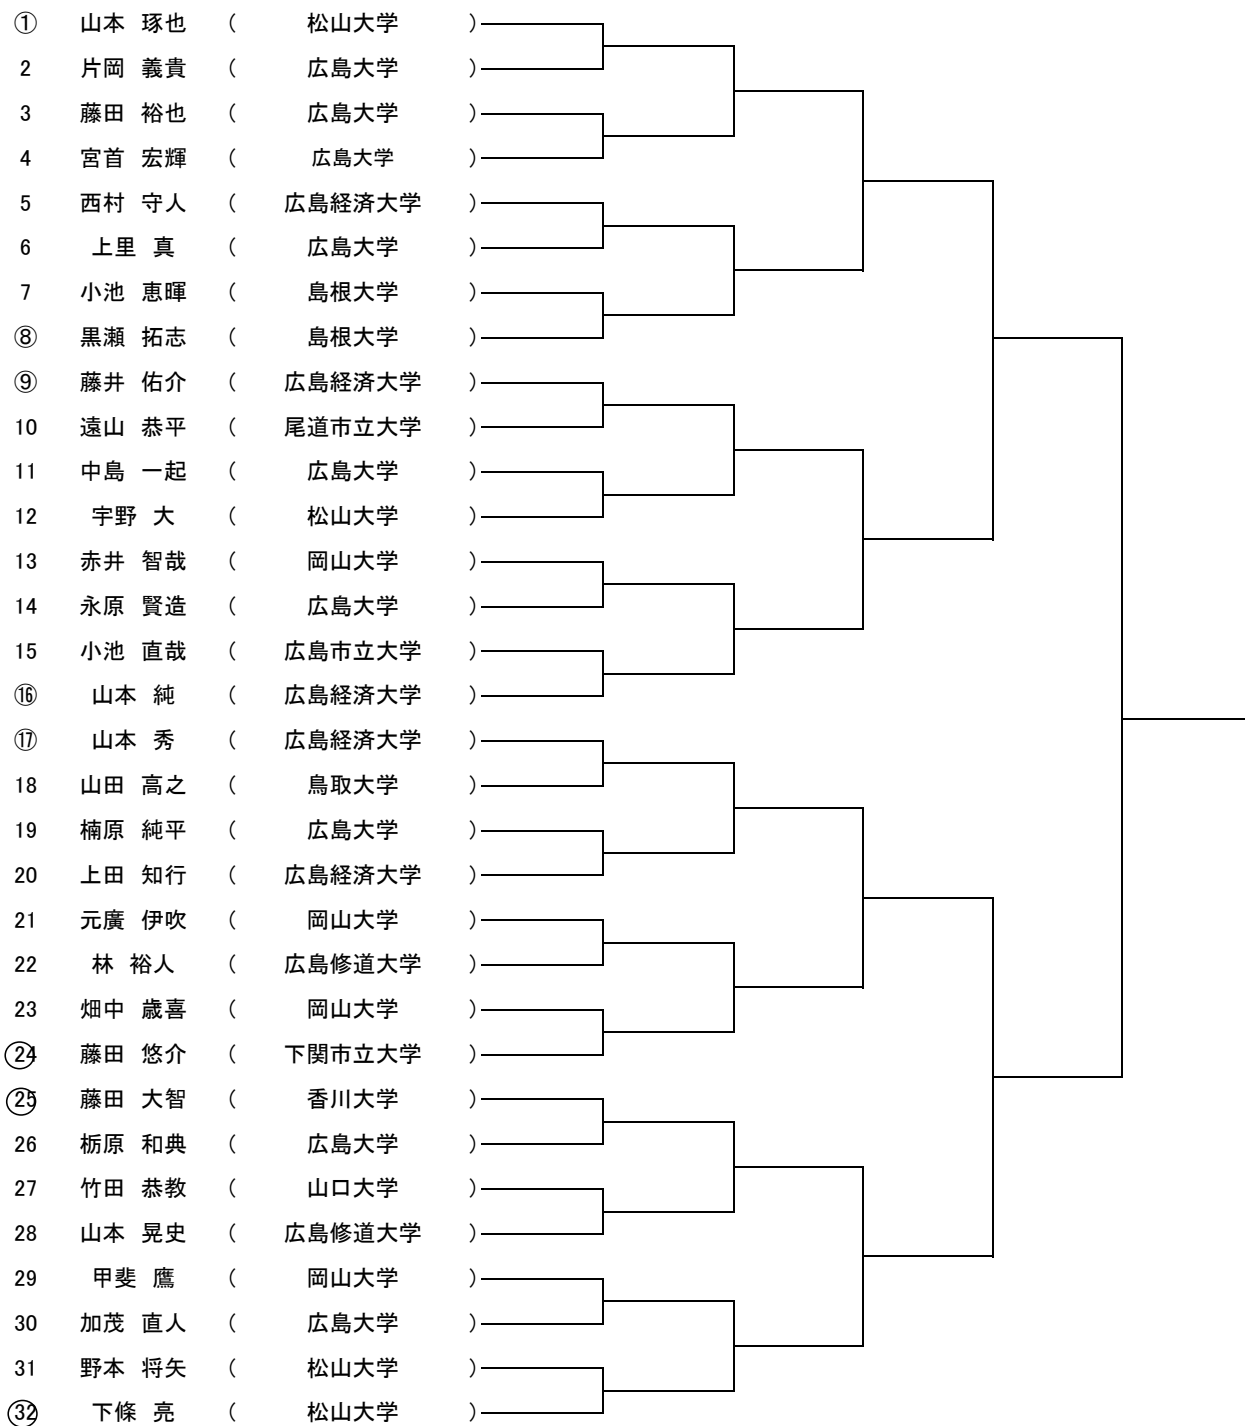 ① 山本 琢也 ( 松山大学 )
2 片岡 義貴 ( 広島大学 )
3 藤田 裕也 ( 広島大学 )
4 宮首 宏輝 ( 広島大学 )
5 西村 守人 ( 広島経済大学 )
6 上里 真 ( 広島大学 )
7 小池 恵暉 ( 島根大学 )
⑧ 黒瀬 拓志 ( 島根大学 )
⑨ 藤井 佑介 ( 広島経済大学 )
10 遠山 恭平 ( 尾道市立大学 )
11 中島 一起 ( 広島大学 )
12 宇野 大 ( 松山大学 )
13 赤井 智哉 ( 岡山大学 )
14 永原 賢造 ( 広島大学 )
15 小池 直哉 ( 広島市立大学 )
⑯ 山本 純 ( 広島経済大学 )
⑰ 山本 秀 ( 広島経済大学 )
18 山田 高之 ( 鳥取大学 )
19 楠原 純平 ( 広島大学 )
20 上田 知行 ( 広島経済大学 )
21 元廣 伊吹 ( 岡山大学 )
22 林 裕人 ( 広島修道大学 )
23 畑中 歳喜 ( 岡山大学 )
24 藤田 悠介 ( 下関市立大学 )
25 藤田 大智 ( 香川大学 )
26 栃原 和典 ( 広島大学 )
27 竹田 恭教 ( 山口大学 )
28 山本 晃史 ( 広島修道大学 )
29 甲斐 鷹 ( 岡山大学 )
30 加茂 直人 ( 広島大学 )
31 野本 将矢 ( 松山大学 )
32 下條 亮 ( 松山大学 )